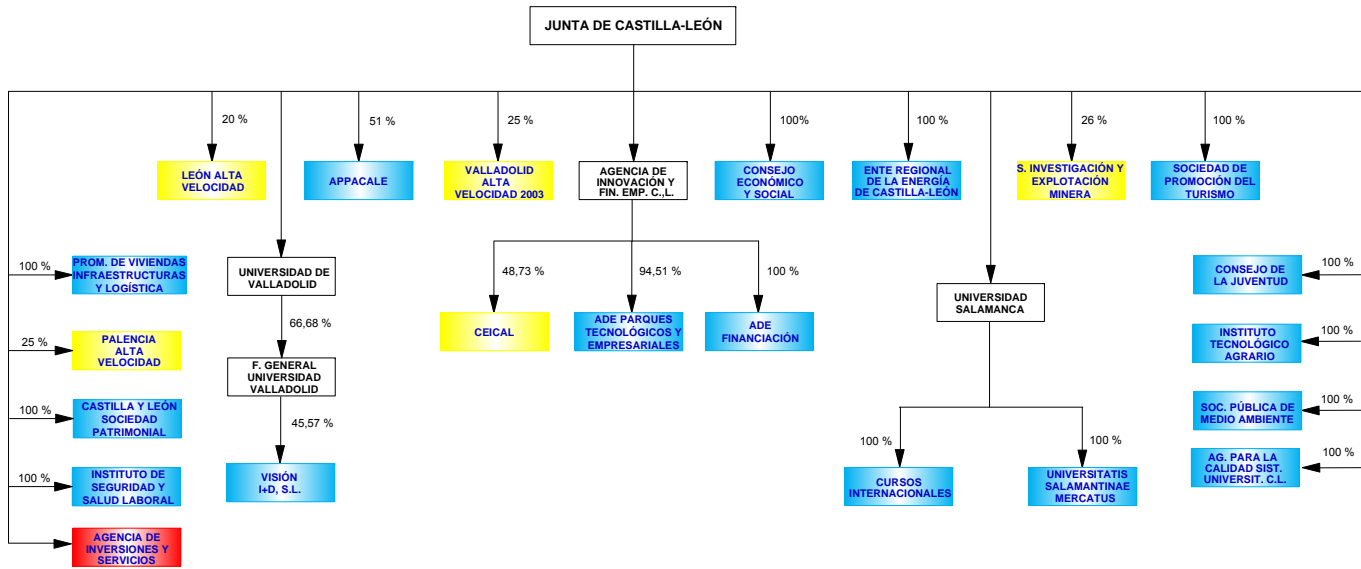 JUNTA DE CASTILLA-LEÓN
20 %
51 %
25 %
100%
100 %
26 %
100 %
LEÓN ALTA
VELOCIDAD
APPACALE
VALLADOLID
ALTA
VELOCIDAD 2003
AGENCIA DE
INNOVACIÓN Y
FIN. EMP. C.,L.
CONSEJO
ECONÓMICO
Y SOCIAL
ENTE REGIONAL
DE LA ENERGÍA
DE CASTILLA-LEÓN
S. INVESTIGACIÓN Y
EXPLOTACIÓN
MINERA
SOCIEDAD DE
PROMOCIÓN DEL
TURISMO
100 %
PROM. DE VIVIENDAS
INFRAESTRUCTURAS
Y LOGÍSTICA
UNIVERSIDAD DE
VALLADOLID
48,73 %
94,51 %
100 %
UNIVERSIDAD
SALAMANCA
CONSEJO DE
LA JUVENTUD
100 %
66,68 %
25 %
PALENCIA
ALTA
VELOCIDAD
CEICAL
ADE PARQUES
TECNOLÓGICOS Y
EMPRESARIALES
ADE
FINANCIACIÓN
INSTITUTO
TECNOLÓGICO
AGRARIO
100 %
F. GENERAL
UNIVERSIDAD
VALLADOLID
100 %
CASTILLA Y LEÓN
SOCIEDAD
PATRIMONIAL
45,57 %
SOC. PÚBLICA DE
MEDIO AMBIENTE
100 %
100 %
100 %
100 %
INSTITUTO DE
SEGURIDAD Y
SALUD LABORAL
VISIÓN
I+D, S.L.
CURSOS
INTERNACIONALES
UNIVERSITATIS
SALAMANTINAE
MERCATUS
AG. PARA LA
CALIDAD SIST.
UNIVERSIT. C.L.
100 %
AGENCIA DE
INVERSIONES Y
SERVICIOS